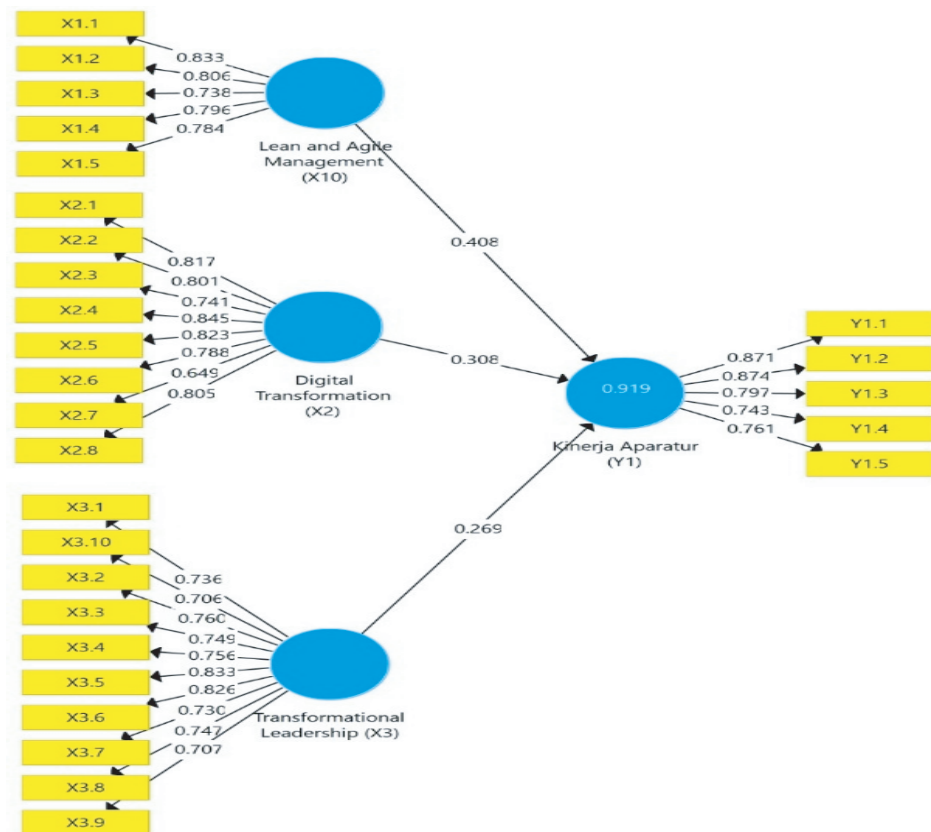 X1.1
X1.2
X1.3
X1.4
X1.5
0.833
0.806
0.738
0.796
0.784
Lean and Agile
Management
(X10)
0.408
X2.1
X2.2
X2.3
X2.4
X2.5
X2.6
X2.7
X2.8
0.817
0.801
0.741
0.845
0.823
0.788
0.649
0.805
Digital
Transformation
(X2)
0.308
X3.1
X3.10
X3.2
X3.3
X3.4
X3.5
X3.6
X3.7
X3.8
X3.9
0.736
0.706
0.760
0.749
0.756
0.833
0.826
0.730
0.747
0.707
Transformational
Leadership (X3)
0.269
0.919
Kinerja Aparatur
(Y1)
0.871
0.874
0.797
0.743
0.761
Y1.1
Y1.2
Y1.3
Y1.4
Y1.5